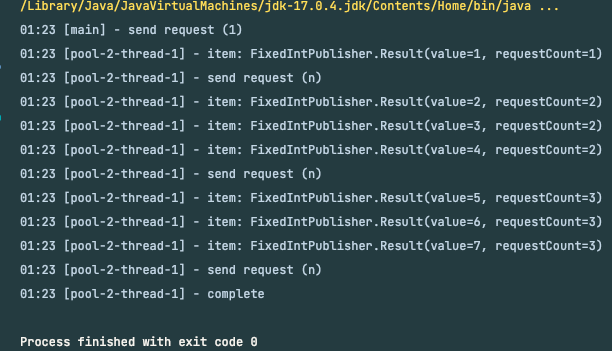 /Library/Java/JavaVirtualMachines/jdk-17.0.4.jdk/Contents/Home/bin/java ...
01:23 [main] - send request (1)
01:23 [pool-2-thread-1] - item: FixedIntPublisher.Result(value=1, requestCount=1)
01:23 [pool-2-thread-1] - send request (n)
01:23 [pool-2-thread-1] - item: FixedIntPublisher.Result(value=2, requestCount=2)
01:23 [pool-2-thread-1] - item: FixedIntPublisher.Result(value=3, requestCount=2)
01:23 [pool-2-thread-1] - item: FixedIntPublisher.Result(value=4, requestCount=2)
01:23 [pool-2-thread-1] - send request (n)
01:23 [pool-2-thread-1] - item: FixedIntPublisher.Result(value=5, requestCount=3)
01:23 [pool-2-thread-1] - item: FixedIntPublisher.Result(value=6, requestCount=3)
01:23 [pool-2-thread-1] - item: FixedIntPublisher.Result(value=7, requestCount=3)
01:23 [pool-2-thread-1] - send request (n)
01:23 [pool-2-thread-1] - complete
Process finished with exit code 0